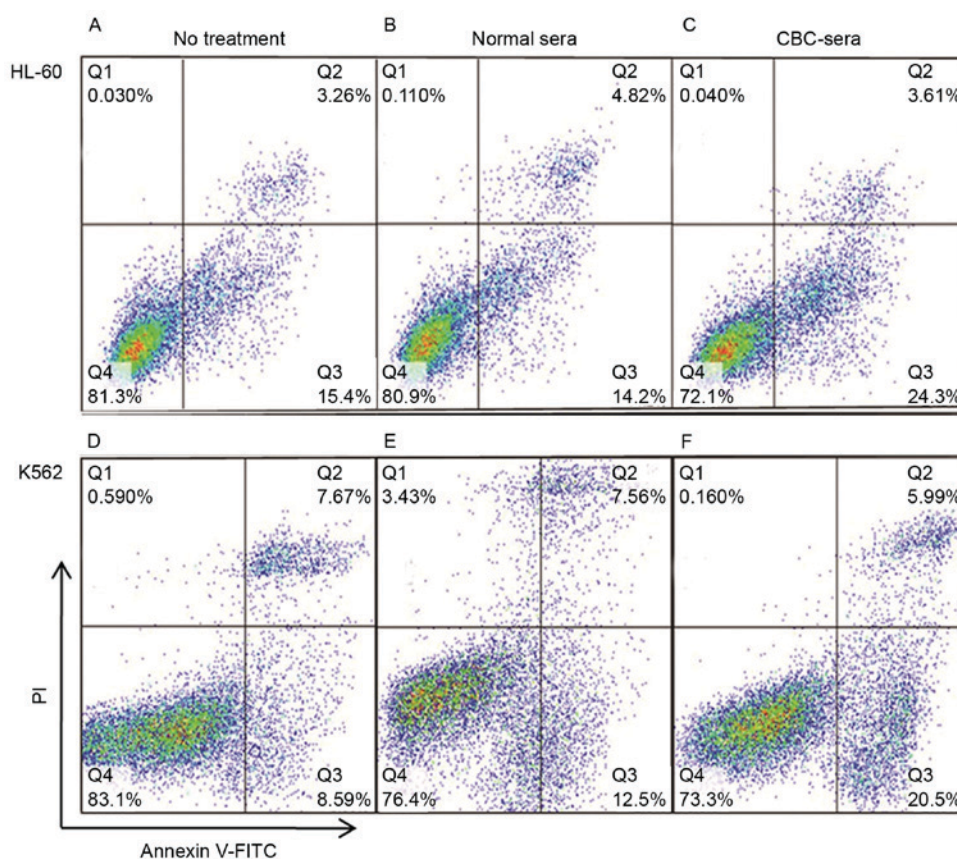 A
No treatment
B
Normal sera
C
CBC-sera
HL-60
Q1
0.030%
Q2
3.26%
Q4
81.3%
Q3
15.4%
Q1
0.110%
Q2
4.82%
Q4
80.9%
Q3
14.2%
Q1
0.040%
Q2
3.61%
Q4
72.1%
Q3
24.3%
K562
D
Q1
0.590%
Q2
7.67%
Q4
83.1%
Q3
8.59%
E
Q1
3.43%
Q2
7.56%
Q4
76.4%
Q3
12.5%
F
Q1
0.160%
Q2
5.99%
Q4
73.3%
Q3
20.5%
PI
Annexin V-FITC